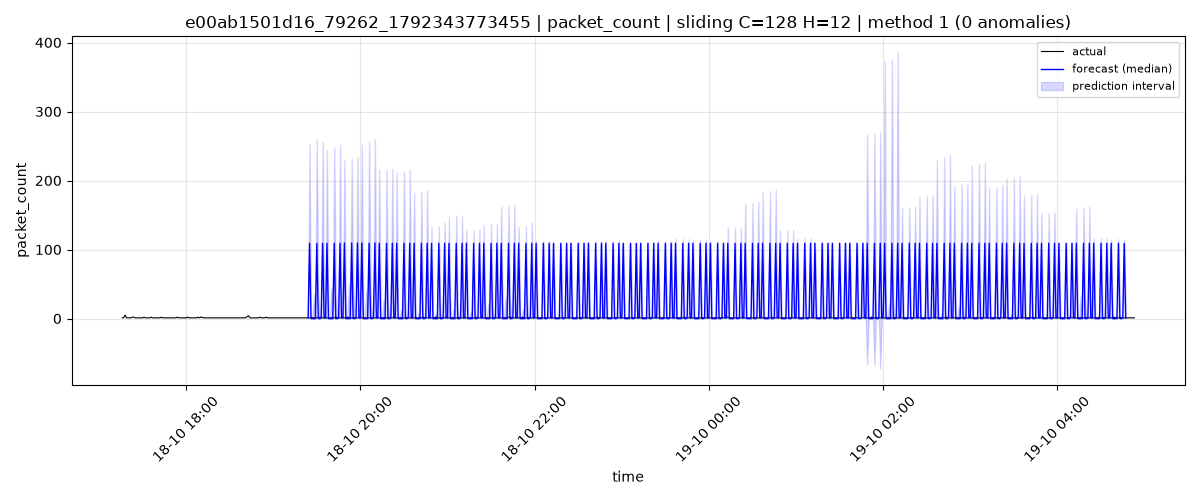 e00ab1501d16_79262_1792343773455 | packet_count | sliding C=128 H=12 | method 1 (0 anomalies)
actual
forecast (median)
prediction interval
packet_count
400
300
200
100
0
18-10 18:00
18-10 20:00
18-10 22:00
19-10 00:00
19-10 02:00
19-10 04:00
time